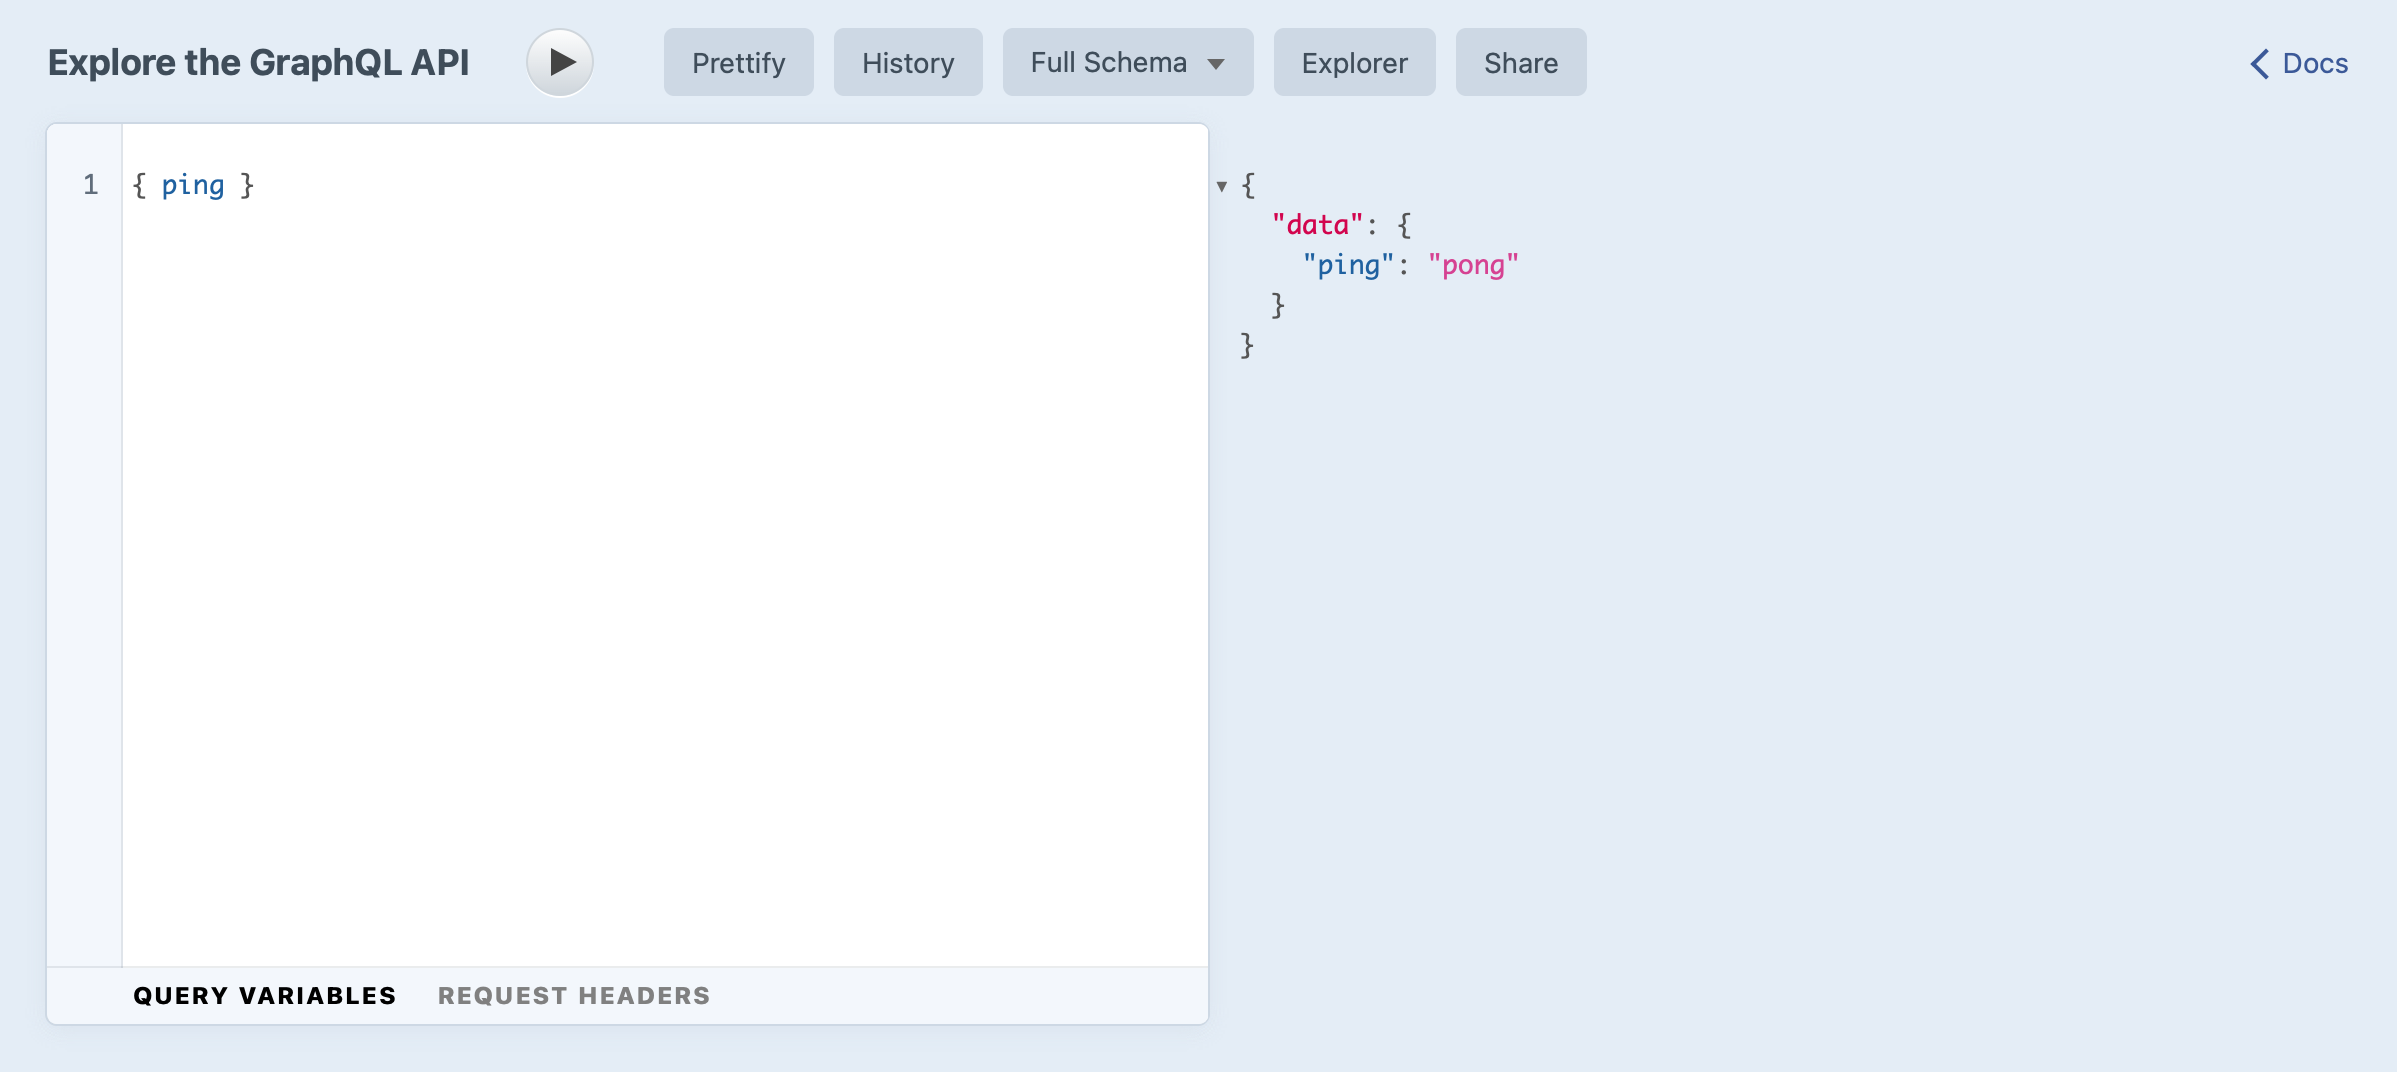 Explore the GraphQL API
Prettify
History
Full Schema
Explorer
Share
Docs
1
{ ping }
{
"data": {
"ping": "pong"
}
}
QUERY VARIABLES
REQUEST HEADERS